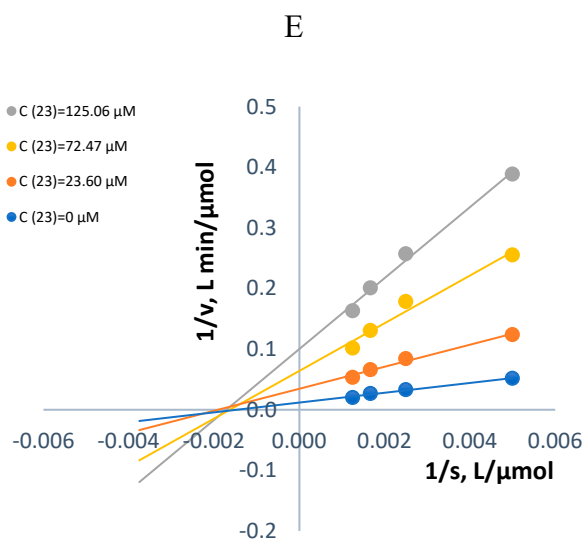 E
C (23)=125.06 µM
C (23)=72.47 µM
C (23)=23.60 µM
C (23)=0 µM
1/v, L min/µmol
0.5
0.4
0.3
0.2
0.1
0.0
-0.1
-0.2
-0.006
-0.004
-0.002
0.000
0.002
0.004
0.006
1/s, L/µmol